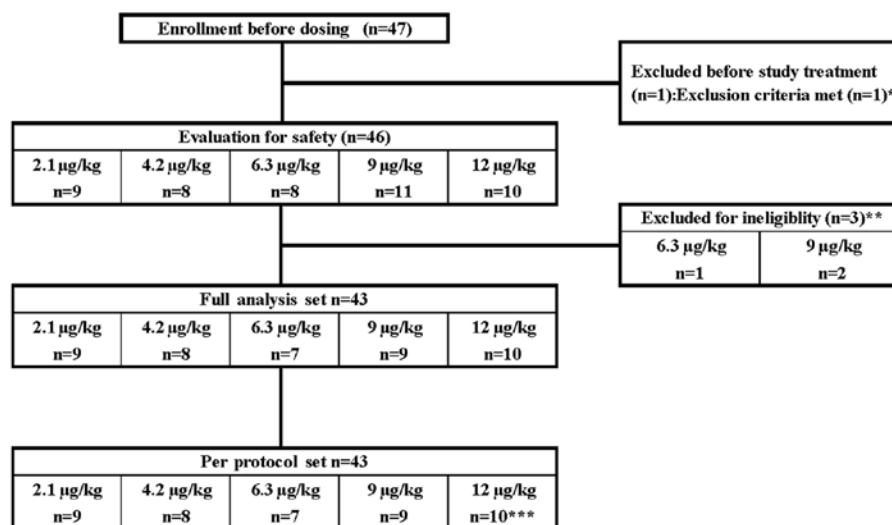 Enrollment before dosing (n=47)
Excluded before study treatment
(n=1):Exclusion criteria met (n=1)*
Evaluation for safety (n=46)
2.1 µg/kg 4.2 µg/kg 6.3 µg/kg 9 µg/kg 12 µg/kg
n=9 n=8 n=8 n=11 n=10
Excluded for ineligiblity (n=3)**
6.3 µg/kg 9 µg/kg
n=1 n=2
Full analysis set n=43
2.1 µg/kg 4.2 µg/kg 6.3 µg/kg 9 µg/kg 12 µg/kg
n=9 n=8 n=7 n=9 n=10
Per protocol set n=43
2.1 µg/kg 4.2 µg/kg 6.3 µg/kg 9 µg/kg 12 µg/kg
n=9 n=8 n=7 n=9 n=10***